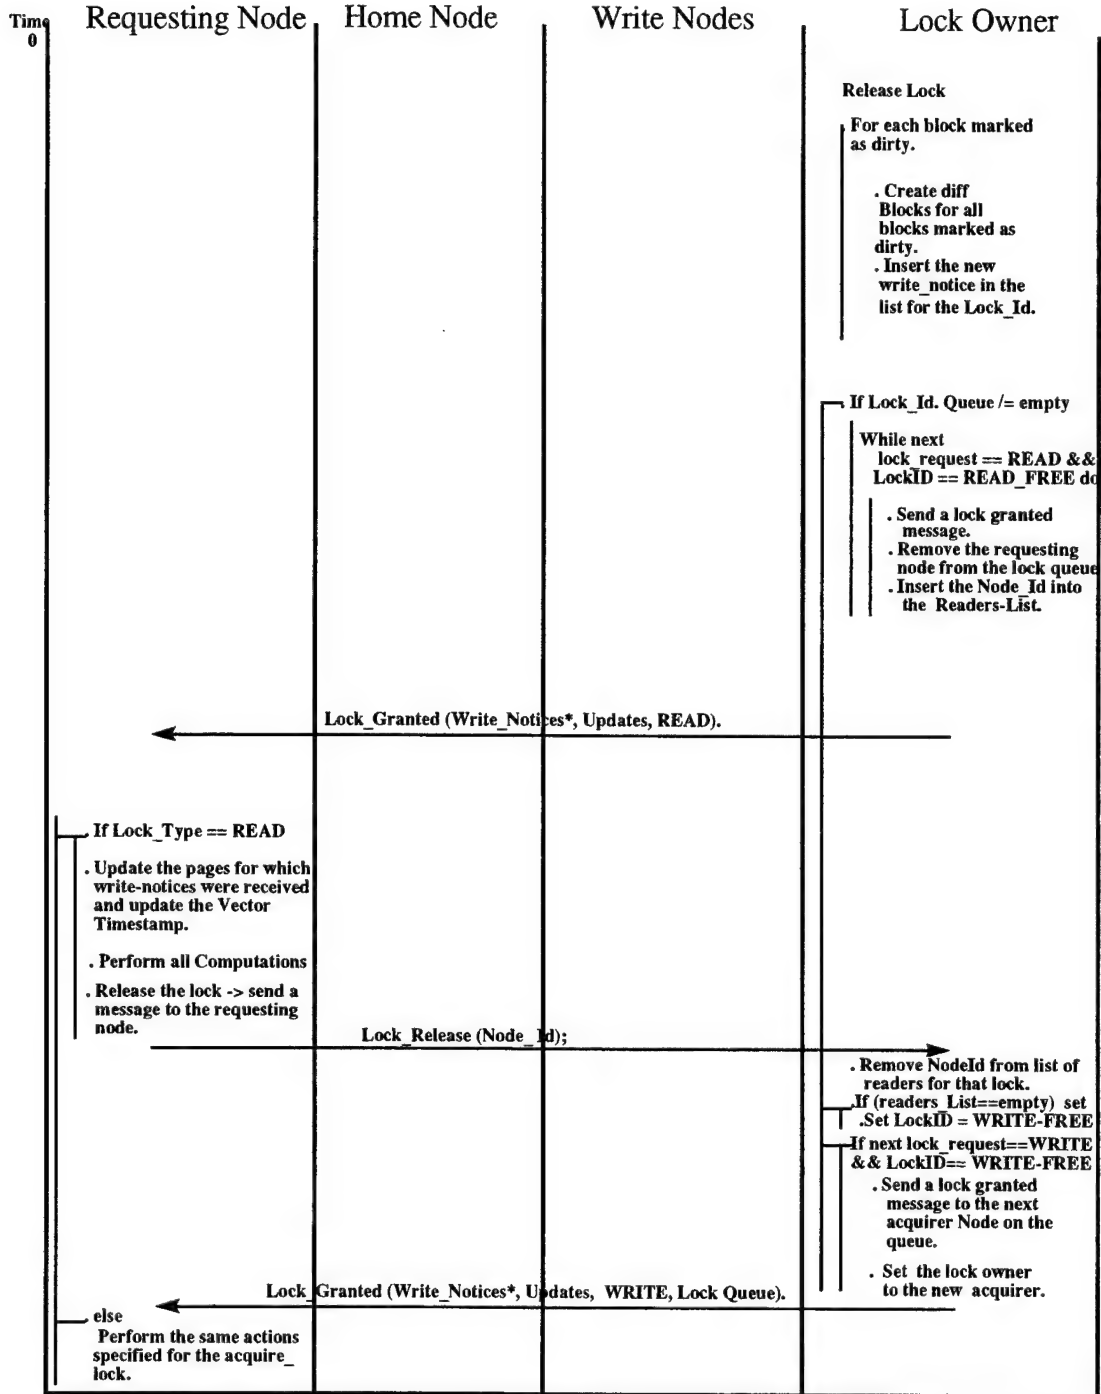 Time
0
Requesting Node
Home Node
Write Nodes
Lock Owner
Release Lock
For each block marked
as dirty.
. Create diff
Blocks for all
blocks marked as
dirty.
. Insert the new
write_notice in the
list for the Lock_Id.
If Lock_Id. Queue /= empty
While next
lock_request == READ &&
LockID == READ_FREE do
. Send a lock granted
message.
. Remove the requesting
node from the lock queue
. Insert the Node_Id into
the Readers-List.
Lock_Granted (Write_Notices*, Updates, READ).
. If Lock_Type == READ
. Update the pages for which
write-notices were received
and update the Vector
Timestamp.
. Perform all Computations
. Release the lock -> send a
message to the requesting
node.
Lock_Release (Node_Id);
. Remove NodeId from list of
readers for that lock.
.If (readers_List==empty) set
.Set LockID = WRITE-FREE
If next lock_request==WRITE
&& LockID== WRITE-FREE
. Send a lock granted
message to the next
acquirer Node on the
queue.
. Set the lock owner
to the new acquirer.
Lock_Granted (Write_Notices*, Updates, WRITE, Lock Queue).
. else
Perform the same actions
specified for the acquire_
lock.